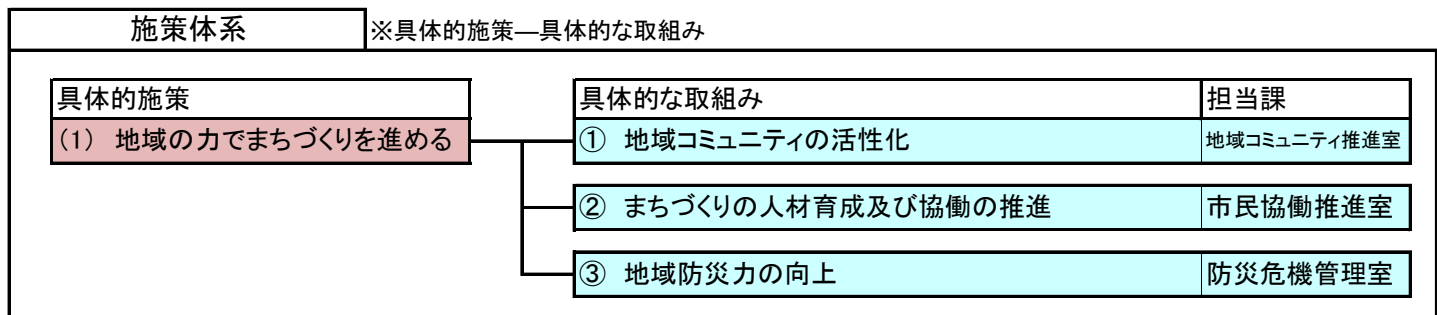 施策体系 ※具体的施策―具体的な取組み
具体的施策 具体的な取組み 担当課
(1) 地域の力でまちづくりを進める ① 地域コミュニティの活性化 地域コミュニティ推進室
② まちづくりの人材育成及び協働の推進 市民協働推進室
③ 地域防災力の向上 防災危機管理室